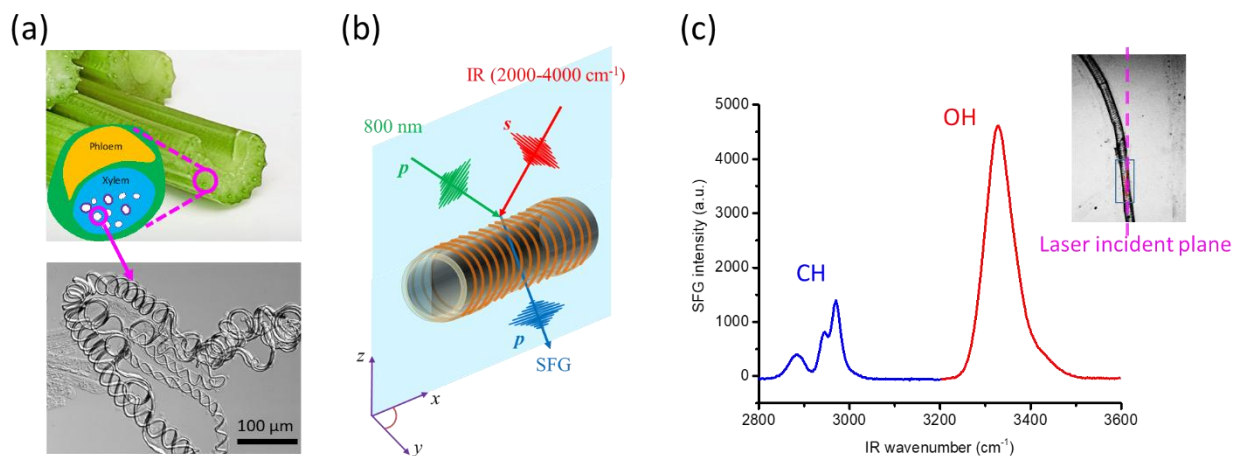 (a)
Phloem
Xylem
100 µm
(b)
IR (2000-4000 cm⁻¹)
800 nm
s
p
p
SFG
z
x
y
(c)
5000
4000
3000
2000
1000
0
SFG intensity (a.u.)
CH
OH
Laser incident plane
2800
3000
3200
3400
3600
IR wavenumber (cm⁻¹)